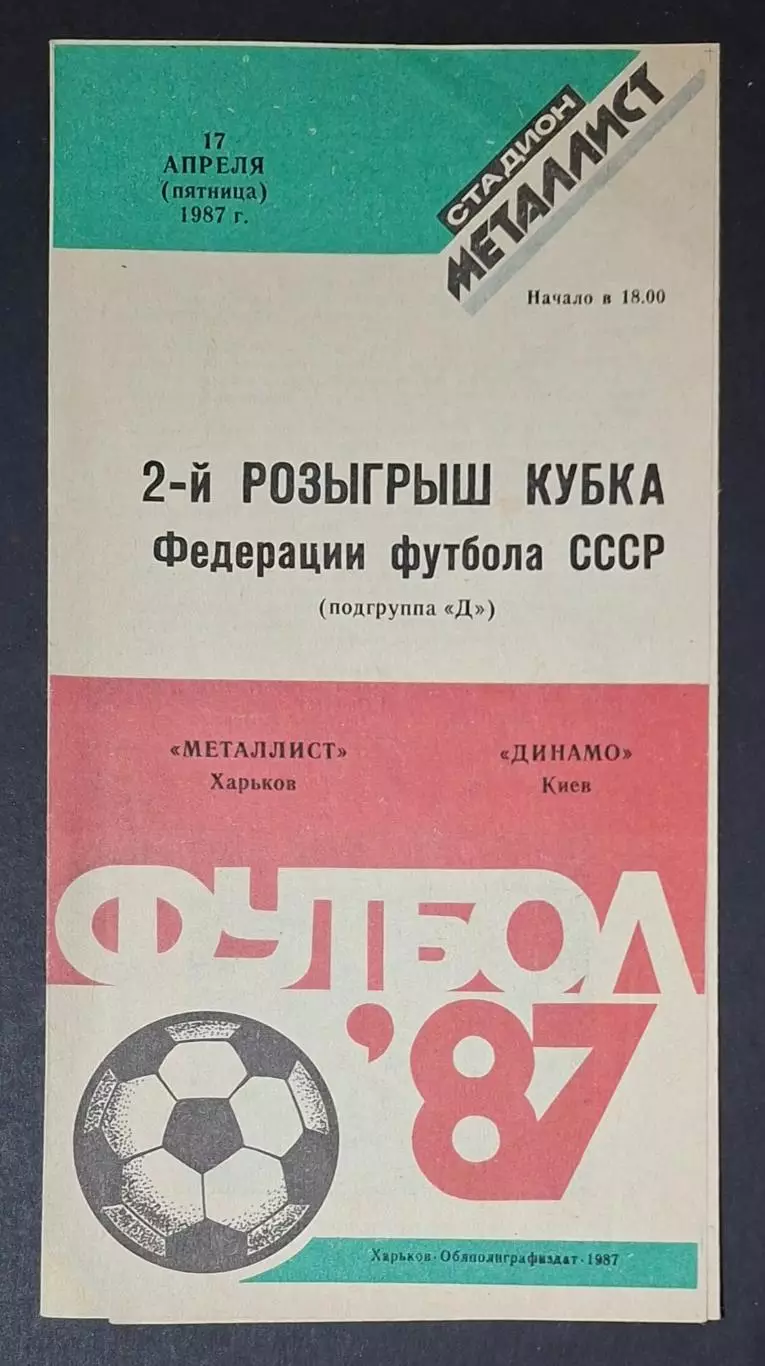 17
АПРЕЛЯ
(пятница)
1987 г.
СТАДИОН
МЕТАЛЛИСТ
Начало в 18.00
2-й РОЗЫГРЫШ КУБКА
Федерации футбола СССР
(подгруппа «Д»)
«МЕТАЛЛИСТ»
Харьков
«ДИНАМО»
Киев
ФУТБОЛ
'87
Харьков·Облполиграфиздат·1987